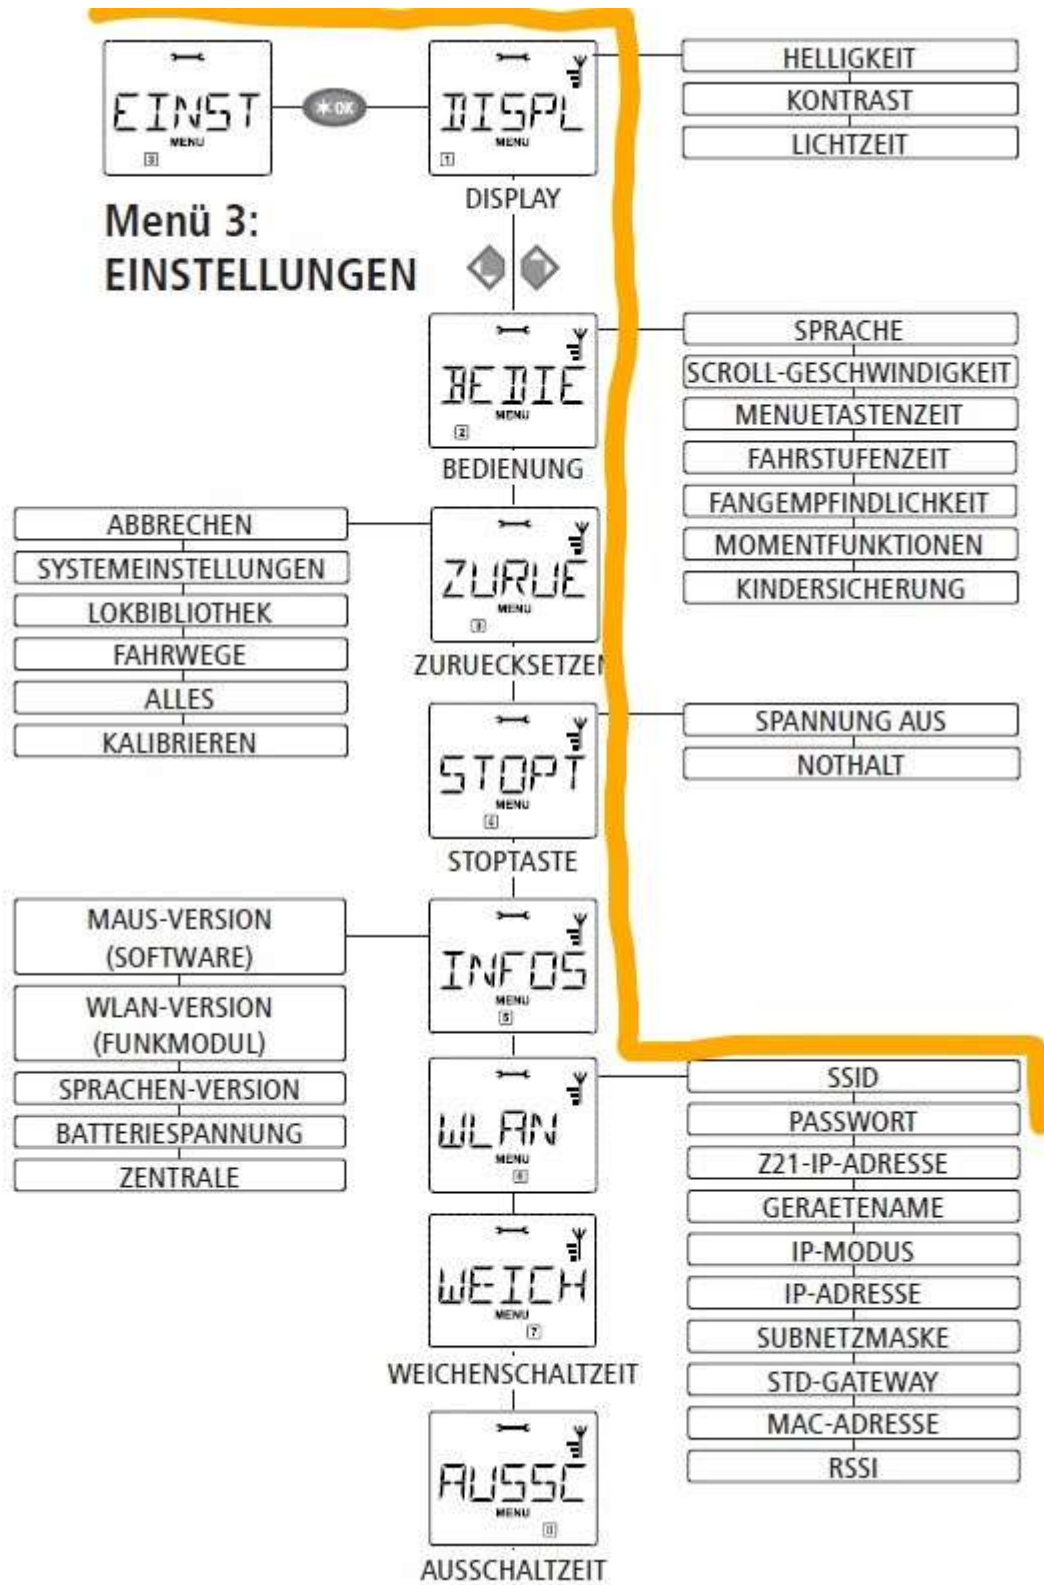 EINST
MENU
3
OK
DISPL
MENU
1
DISPLAY
HELLIGKEIT
KONTRAST
LICHTZEIT
Menü 3:
EINSTELLUNGEN
BEDIE
MENU
2
BEDIENUNG
SPRACHE
SCROLL-GESCHWINDIGKEIT
MENUETASTENZEIT
FAHRSTUFENZEIT
FANGEMPFINDLICHKEIT
MOMENTFUNKTIONEN
KINDERSICHERUNG
ZURUE
MENU
3
ZURUECKSETZEN
ABBRECHEN
SYSTEMEINSTELLUNGEN
LOKBIBLIOTHEK
FAHRWEGE
ALLES
KALIBRIEREN
STOPT
MENU
4
STOPTASTE
SPANNUNG AUS
NOTHALT
INFOS
MENU
5
MAUS-VERSION
(SOFTWARE)
WLAN-VERSION
(FUNKMODUL)
SPRACHEN-VERSION
BATTERIESPANNUNG
ZENTRALE
WLAN
MENU
6
SSID
PASSWORT
Z21-IP-ADRESSE
GERAETENAME
IP-MODUS
IP-ADRESSE
SUBNETZMASKE
STD-GATEWAY
MAC-ADRESSE
RSSI
WEICH
MENU
7
WEICHENSCHALTZEIT
AUSSC
MENU
8
AUSSCHALTZEIT